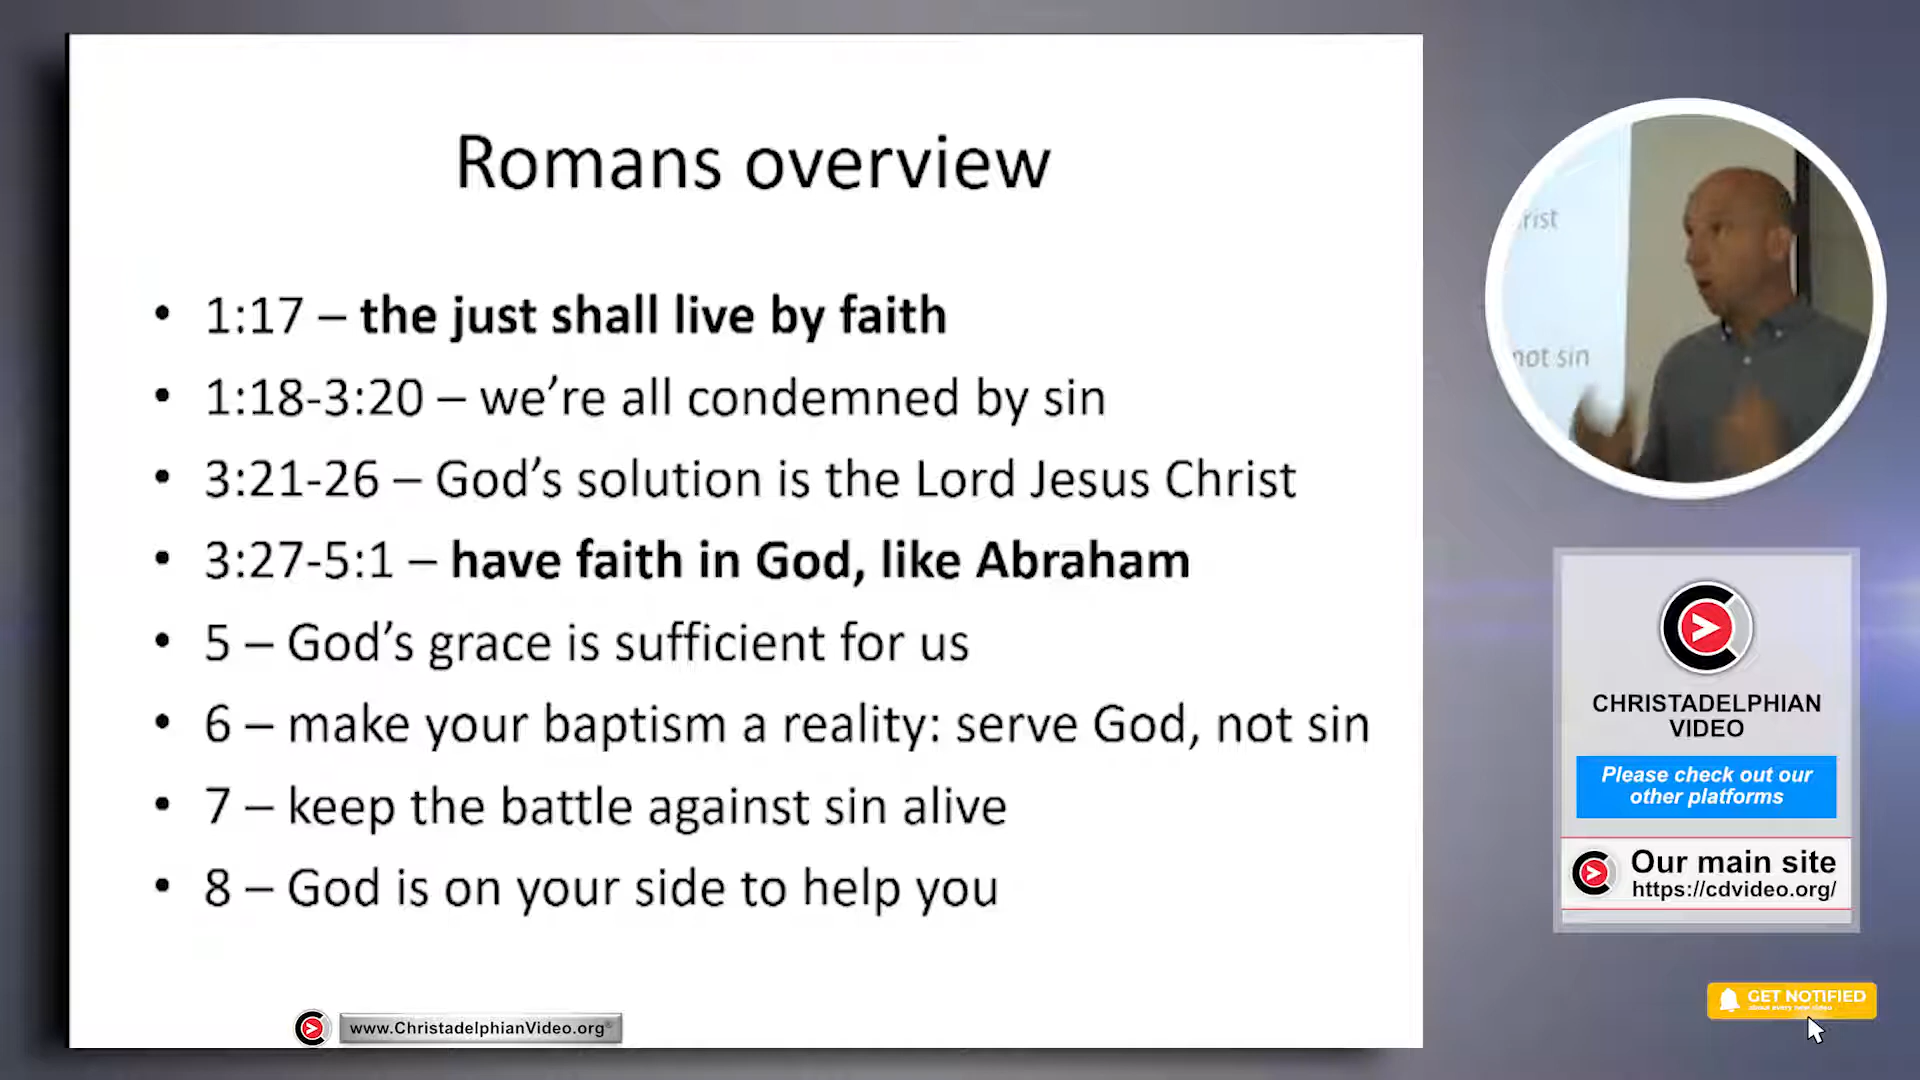 Romans overview
• 1:17 – the just shall live by faith
• 1:18-3:20 – we’re all condemned by sin
• 3:21-26 – God’s solution is the Lord Jesus Christ
• 3:27-5:1 – have faith in God, like Abraham
• 5 – God’s grace is sufficient for us
• 6 – make your baptism a reality: serve God, not sin
• 7 – keep the battle against sin alive
• 8 – God is on your side to help you
www.ChristadelphianVideo.org
rist
not sin
CHRISTADELPHIAN
VIDEO
Please check out our
other platforms
Our main site
https://cdvideo.org/
GET NOTIFIED
about every new video